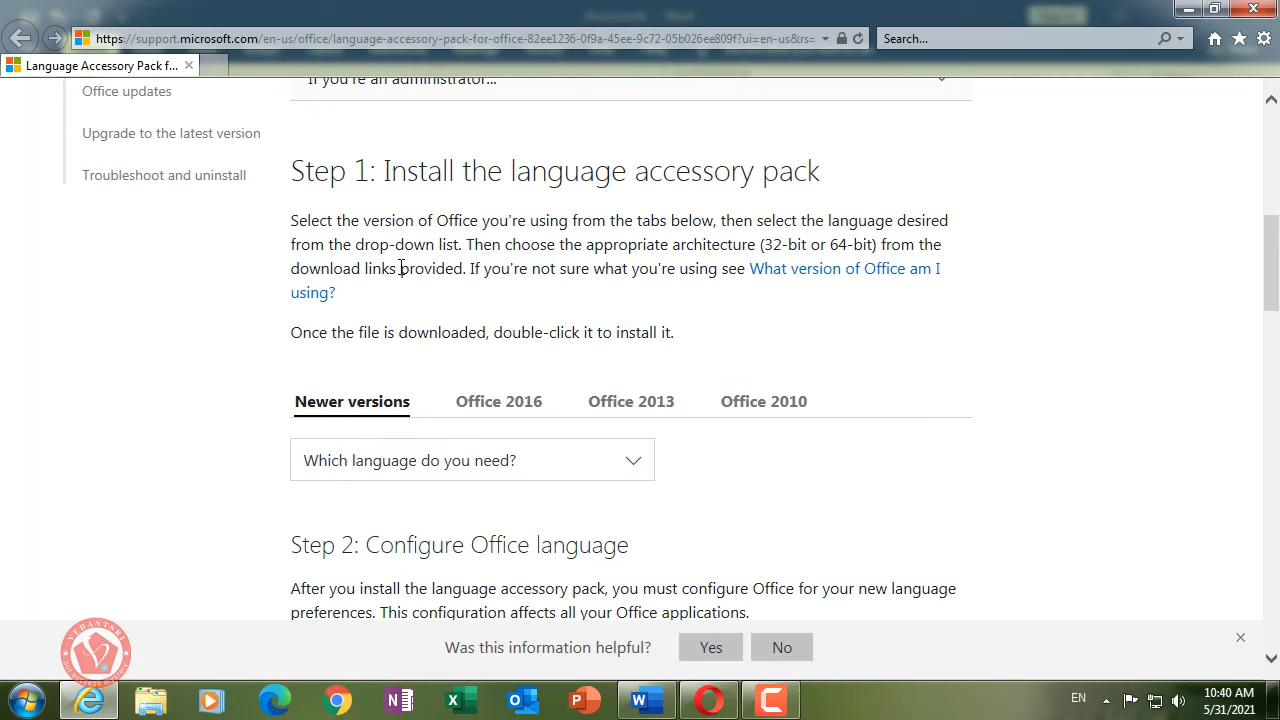 https://support.microsoft.com/en-us/office/language-accessory-pack-for-office-82ee1236-0f9a-45ee-9c72-05b026ee809f?ui=en-us&rs=
Search...
Language Accessory Pack f...
Office updates
Upgrade to the latest version
Troubleshoot and uninstall
If you're an administrator...
Step 1: Install the language accessory pack
Select the version of Office you're using from the tabs below, then select the language desired
from the drop-down list. Then choose the appropriate architecture (32-bit or 64-bit) from the
download links provided. If you're not sure what you're using see What version of Office am I
using?
Once the file is downloaded, double-click it to install it.
Newer versions Office 2016 Office 2013 Office 2010
Which language do you need?
Step 2: Configure Office language
After you install the language accessory pack, you must configure Office for your new language
preferences. This configuration affects all your Office applications.
Was this information helpful? Yes No
VEDANTSRI
EN
10:40 AM
5/31/2021